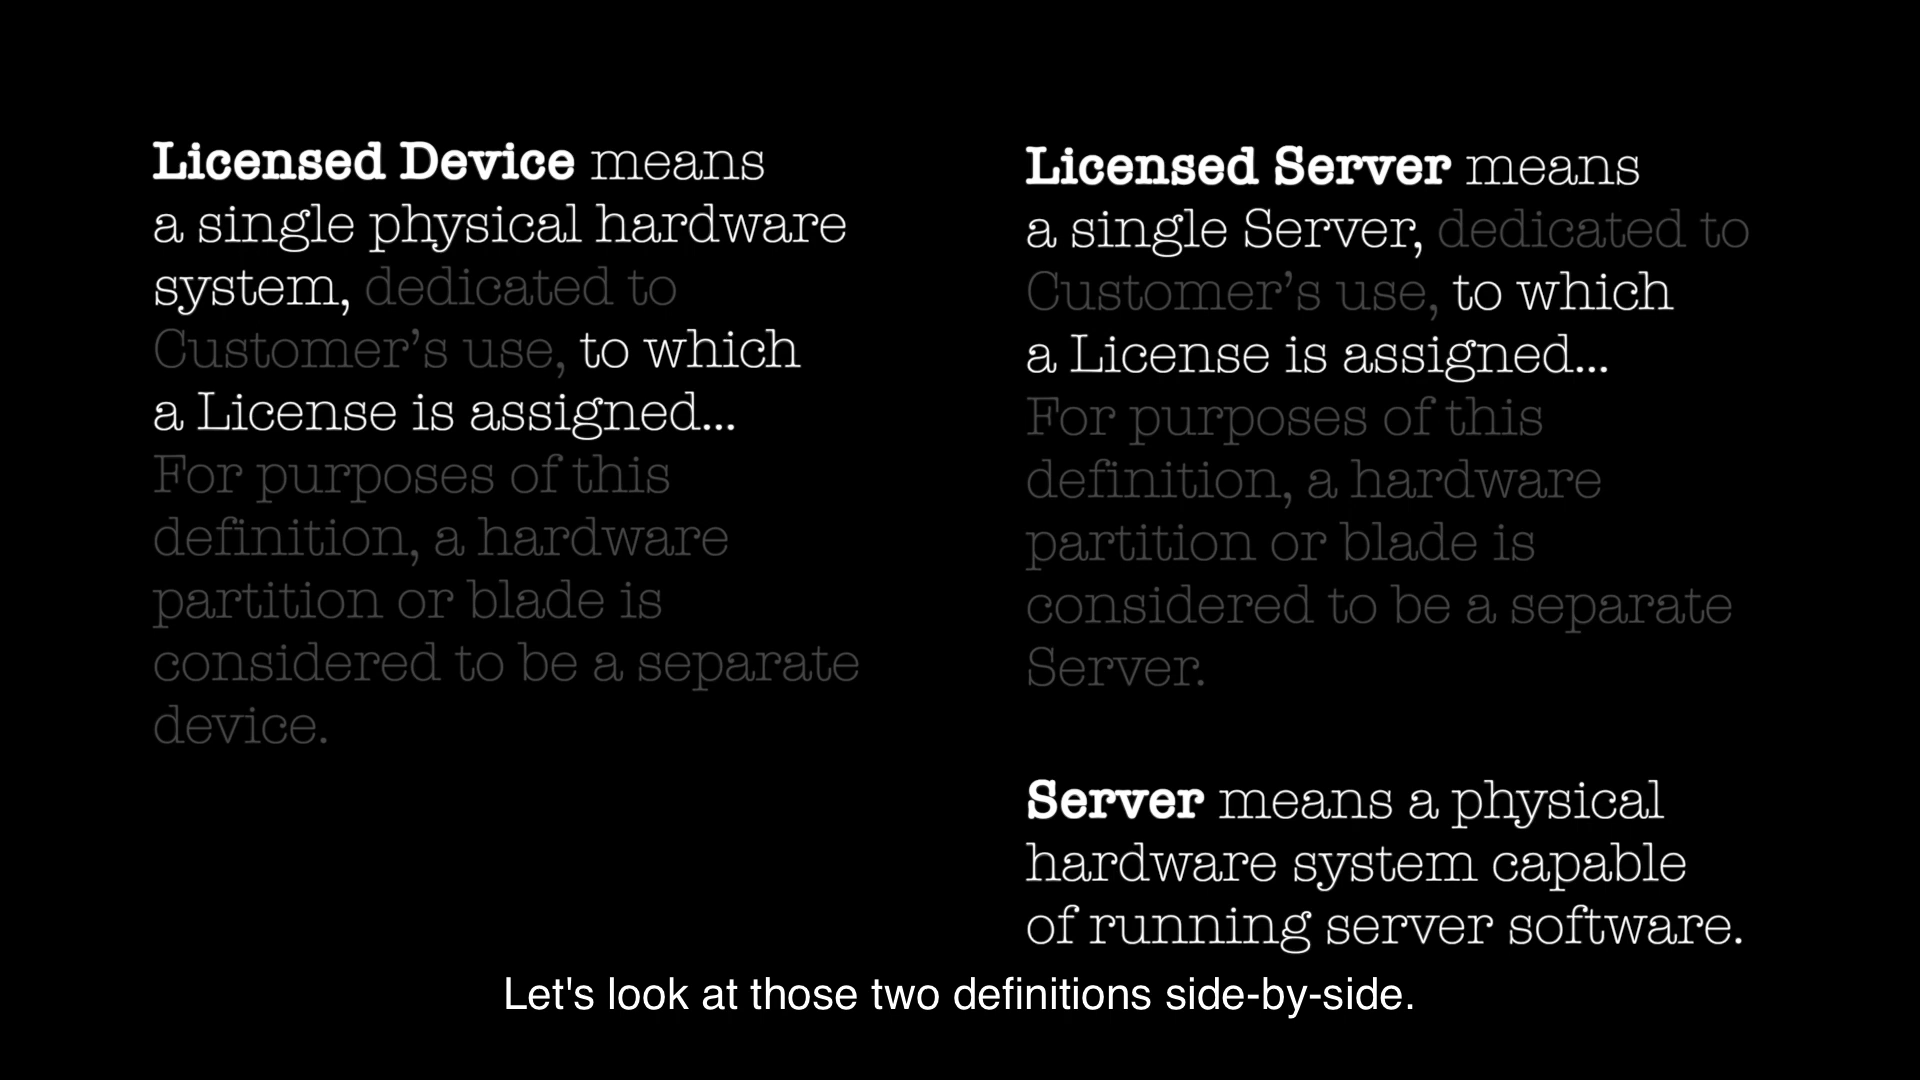 Licensed Device means
a single physical hardware
system, dedicated to
Customer’s use, to which
a License is assigned...
For purposes of this
definition, a hardware
partition or blade is
considered to be a separate
device.
Licensed Server means
a single Server, dedicated to
Customer’s use, to which
a License is assigned...
For purposes of this
definition, a hardware
partition or blade is
considered to be a separate
Server.
Server means a physical
hardware system capable
of running server software.
Let's look at those two definitions side-by-side.